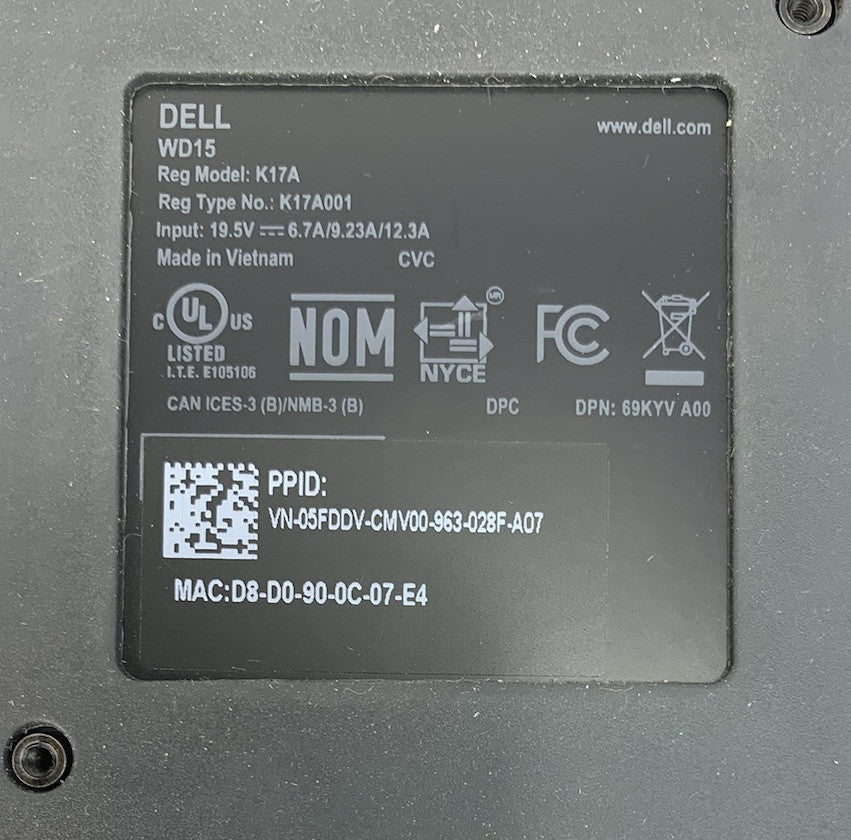 DELL
www.dell.com
WD15
Reg Model: K17A
Reg Type No.: K17A001
Input: 19.5V ⎓ 6.7A/9.23A/12.3A
Made in Vietnam CVC
C UL US
LISTED
I.T.E. E105106
NOM
NYCE
FC
CAN ICES-3 (B)/NMB-3 (B) DPC DPN: 69KYV A00
PPID:
VN-05FDDV-CMV00-963-028F-A07
MAC:D8-D0-90-0C-07-E4